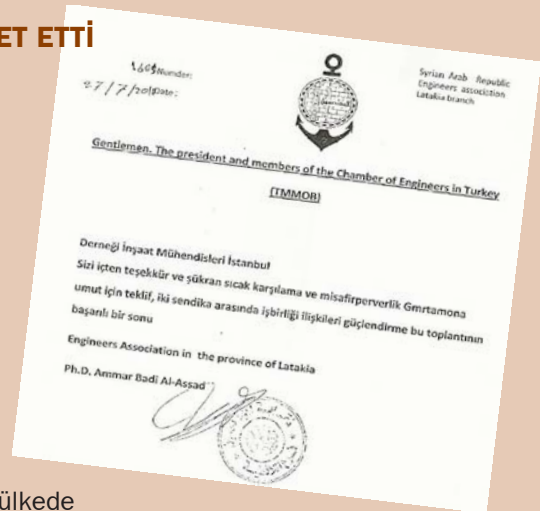 ET ETTİ
1609 Number:
27/7/20 Date:
Syrian Arab Republic
Engineers association
Latakia branch
Gentlemen. The president and members of the Chamber of Engineers in Turkey
(TMMOB)
Derneği İnşaat Mühendisleri İstanbul
Sizi içten teşekkür ve şükran sıcak karşılama ve misafirperverlik Gmrtamona
umut için teklif, iki sendika arasında işbirliği ilişkileri güçlendirme bu toplantının
başarılı bir sonu
Engineers Association in the province of Latakia
Ph.D. Ammar Badi Al-Assad
ülkede